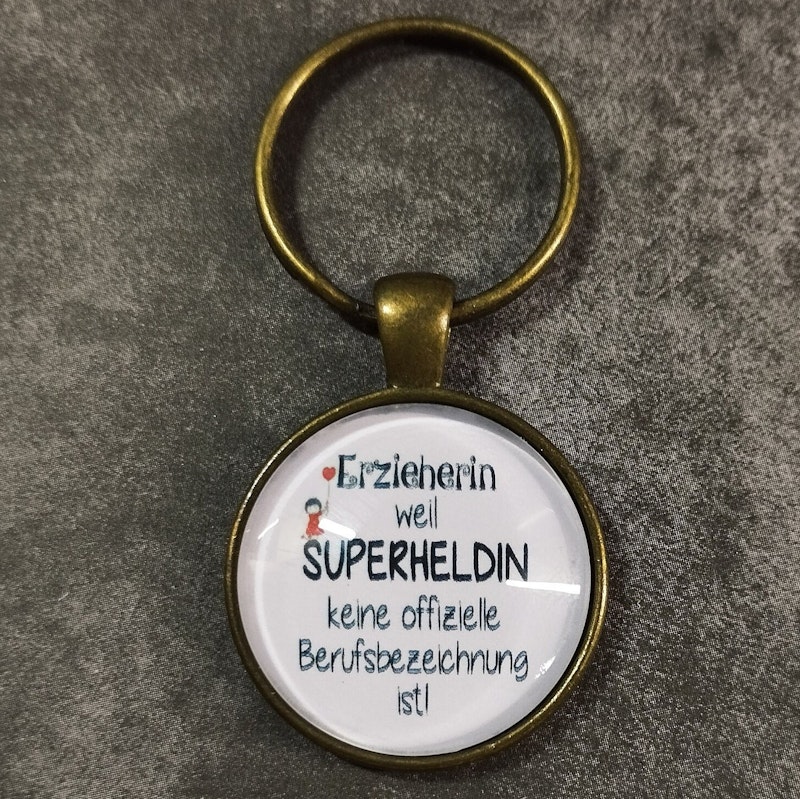 Erzieherin
weil
SUPERHELDIN
keine offizielle
Berufsbezeichnung
ist!